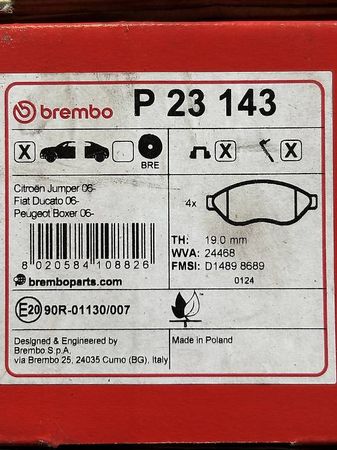 brembo P 23 143
X X X
BRE
Citroën Jumper 06-
Fiat Ducato 06-
Peugeot Boxer 06-
4x
8 020584 108826
TH: 19.0 mm
WVA: 24468
FMSI: D1489 8689
0124
bremboparts.com
E20 90R-01130/007
Designed & Engineered by
Brembo S.p.A.
via Brembo 25, 24035 Curno (BG), Italy
Made in Poland